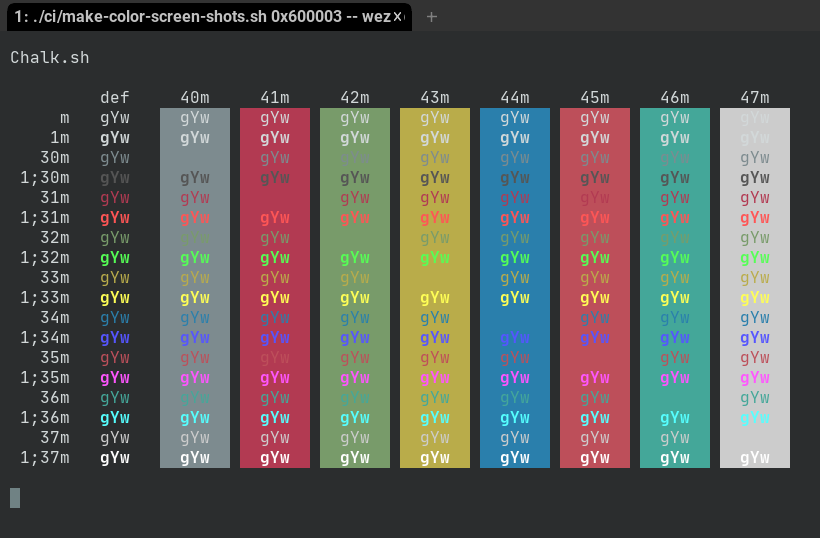 1: ./ci/make-color-screen-shots.sh 0x600003 -- wez× +
Chalk.sh
def 40m 41m 42m 43m 44m 45m 46m 47m
m gYw gYw gYw gYw gYw gYw gYw gYw gYw
1m gYw gYw gYw gYw gYw gYw gYw gYw gYw
30m gYw gYw gYw gYw gYw gYw gYw gYw
1;30m gYw gYw gYw gYw gYw gYw gYw gYw gYw
31m gYw gYw gYw gYw gYw gYw gYw gYw
1;31m gYw gYw gYw gYw gYw gYw gYw gYw gYw
32m gYw gYw gYw gYw gYw gYw gYw
1;32m gYw gYw gYw gYw gYw gYw gYw gYw gYw
33m gYw gYw gYw gYw gYw gYw gYw gYw
1;33m gYw gYw gYw gYw gYw gYw gYw gYw gYw
34m gYw gYw gYw gYw gYw gYw gYw gYw
1;34m gYw gYw gYw gYw gYw gYw gYw gYw gYw
35m gYw gYw gYw gYw gYw gYw gYw gYw
1;35m gYw gYw gYw gYw gYw gYw gYw gYw gYw
36m gYw gYw gYw gYw gYw gYw gYw gYw
1;36m gYw gYw gYw gYw gYw gYw gYw gYw gYw
37m gYw gYw gYw gYw gYw gYw gYw gYw
1;37m gYw gYw gYw gYw gYw gYw gYw gYw gYw